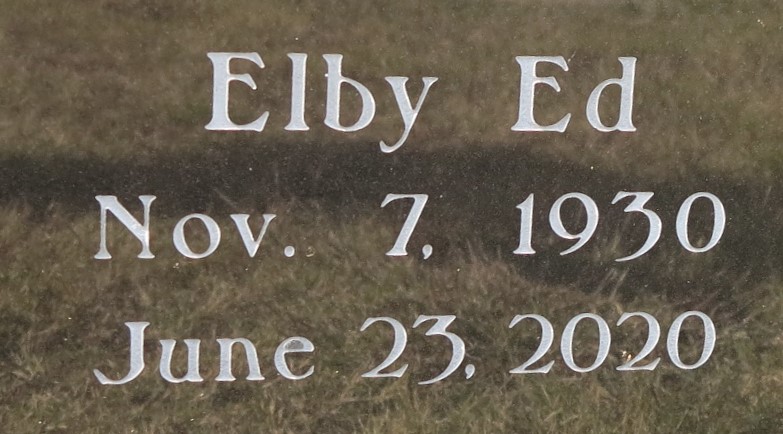 Elby Ed
Nov. 7, 1930
June 23, 2020